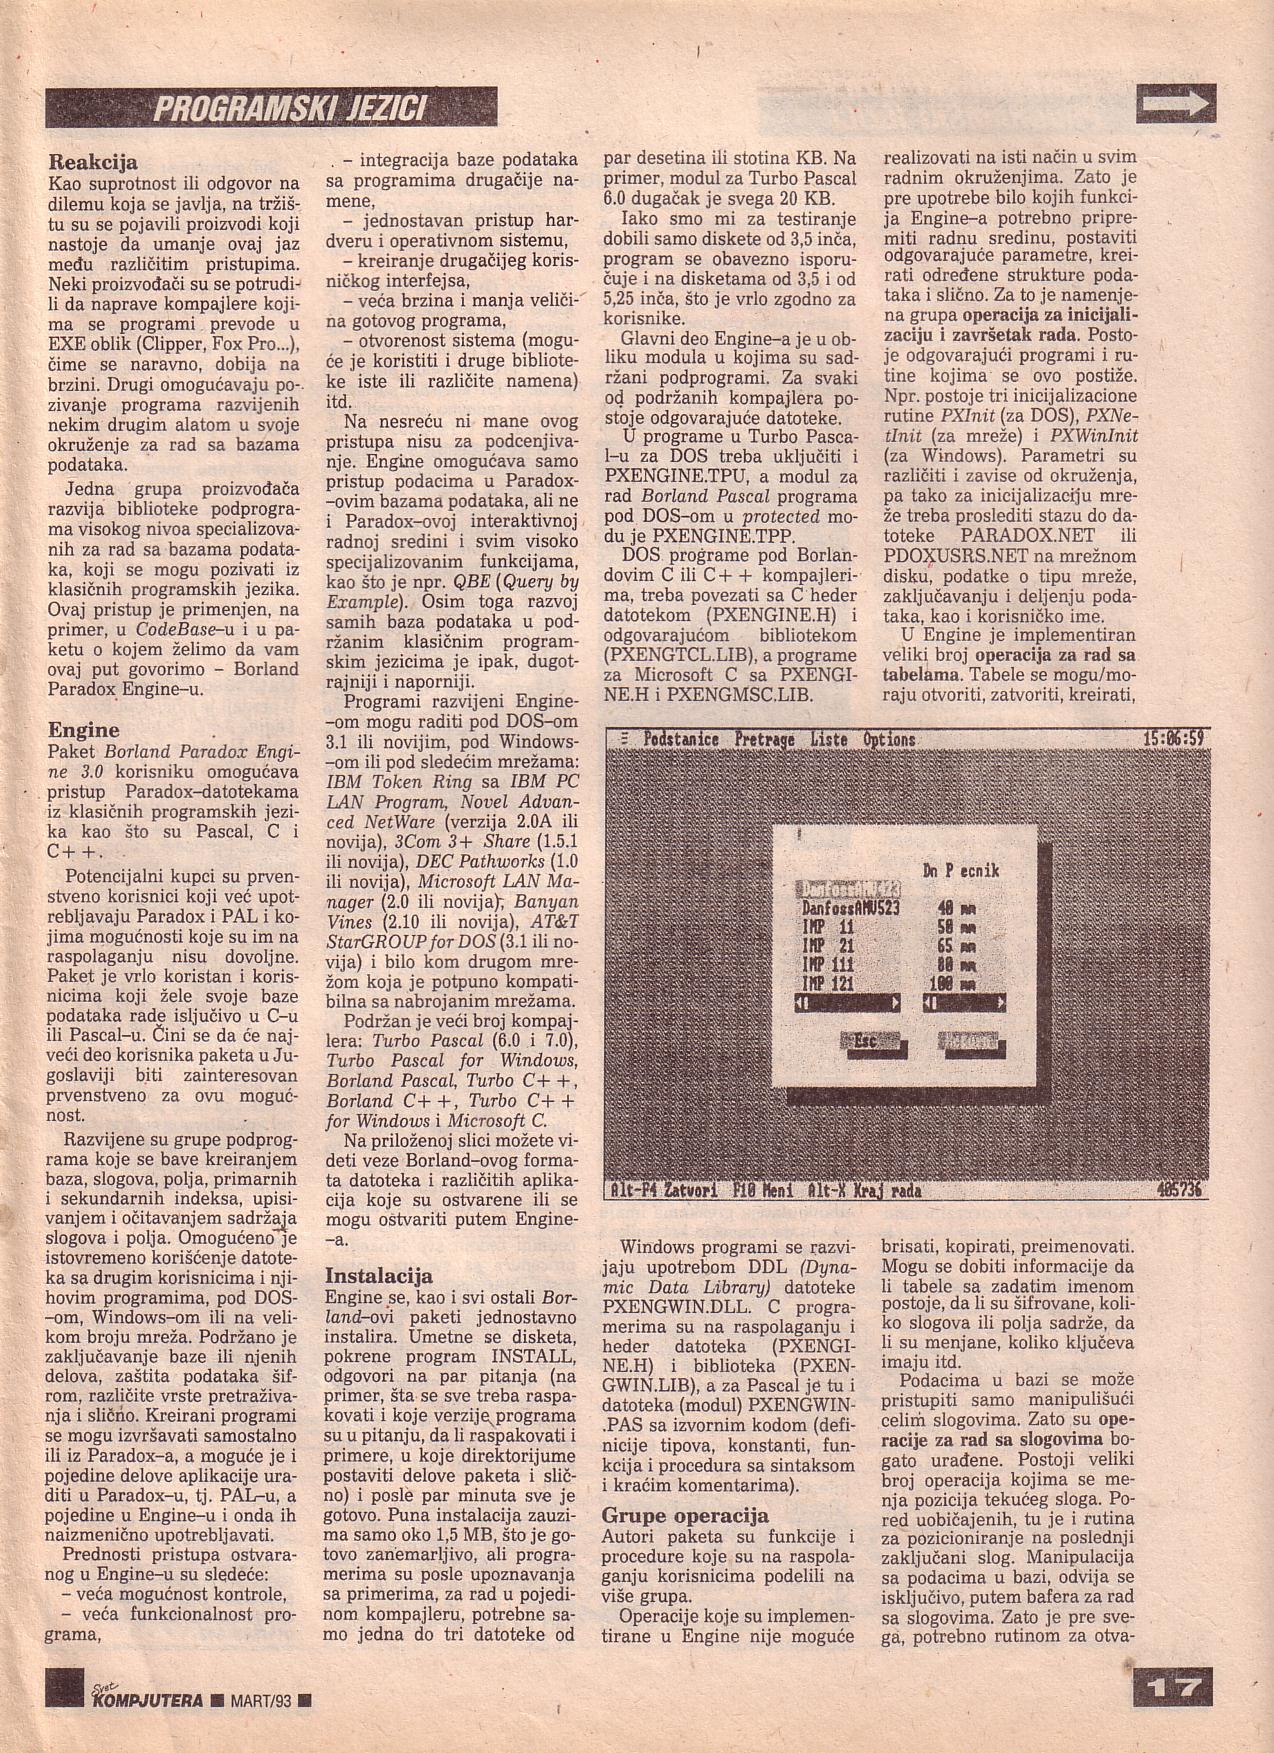 PROGRAMSKI JEZICI
Reakcija
Kao suprotnost ili odgovor na
dilemu koja se javlja, na tržiš-
tu su se pojavili proizvodi koji
nastoje da umanje ovaj jaz
među različitim pristupima.
Neki proizvođači su se potrudi-
li da naprave kompajlere koji-
ma se programi prevode u
EXE oblik (Clipper, Fox Pro...),
čime se naravno, dobija na
brzini. Drugi omogućavaju po-
zivanje programa razvijenih
nekim drugim alatom u svoje
okruženje za rad sa bazama
podataka.
Jedna grupa proizvođača
razvija biblioteke podprogra-
ma visokog nivoa specializova-
nih za rad sa bazama podata-
ka, koji se mogu pozivati iz
klasičnih programskih jezika.
Ovaj pristup je primenjen, na
primer, u CodeBase-u i u pa-
ketu o kojem želimo da vam
ovaj put govorimo – Borland
Paradox Engine-u.
Engine
Paket Borland Paradox Engi-
ne 3.0 korisniku omogućava
pristup Paradox-datotekama
iz klasičnih programskih jezi-
ka kao što su Pascal, C i
C++.
Potencijalni kupci su prven-
stveno korisnici koji već upot-
rebljavaju Paradox i PAL i ko-
jima mogućnosti koje su im na
raspolaganju nisu dovoljne.
Paket je vrlo koristan i koris-
nicima koji žele svoje baze
podataka rade isljučivo u C-u
ili Pascal-u. Čini se da će naj-
veći deo korisnika paketa u Ju-
goslaviji biti zainteresovan
prvenstveno za ovu moguć-
nost.
Razvijene su grupe podprog-
rama koje se bave kreiranjem
baza, slogova, polja, primarnih
i sekundarnih indeksa, upisi-
vanjem i očitavanjem sadržaja
slogova i polja. Omogućeno je
istovremeno korišćenje datote-
ka sa drugim korisnicima i nji-
hovim programima, pod DOS-
-om, Windows-om ili na veli-
kom broju mreža. Podržano je
zaključavanje baze ili njenih
delova, zaštita podataka šif-
rom, različite vrste pretraživa-
nja i slično. Kreirani programi
se mogu izvršavati samostalno
ili iz Paradox-a, a moguće je i
pojedine delove aplikacije ura-
diti u Paradox-u, tj. PAL-u, a
pojedine u Engine-u i onda ih
naizmenično upotrebljavati.
Prednosti pristupa ostvara-
nog u Engine-u su sledeće:
– veća mogućnost kontrole,
– veća funkcionalnost pro-
grama,
– integracija baze podataka
sa programima drugačije na-
mene,
– jednostavan pristup har-
dveru i operativnom sistemu,
– kreiranje drugačijeg koris-
ničkog interfejsa,
– veća brzina i manja veliči-
na gotovog programa,
– otvorenost sistema (mogu-
će je koristiti i druge bibliote-
ke iste ili različite namena)
itd.
Na nesreću ni mane ovog
pristupa nisu za podcenjiva-
nje. Engine omogućava samo
pristup podacima u Paradox-
-ovim bazama podataka, ali ne
i Paradox-ovoj interaktivnoj
radnoj sredini i svim visoko
specijalizovanim funkcijama,
kao što je npr. QBE (Query by
Example). Osim toga razvoj
samih baza podataka u pod-
ržanim klasičnim program-
skim jezicima je ipak, dugot-
rajniji i naporniji.
Programi razvijeni Engine-
-om mogu raditi pod DOS-om
3.1 ili novijim, pod Windows-
-om ili pod sledećim mrežama:
IBM Token Ring sa IBM PC
LAN Program, Novel Advan-
ced NetWare (verzija 2.0A ili
novija), 3Com 3+ Share (1.5.1
ili novija), DEC Pathworks (1.0
ili novija), Microsoft LAN Ma-
nager (2.0 ili novija), Banyan
Vines (2.10 ili novija), AT&T
StarGROUP for DOS (3.1 ili no-
vija) i bilo kom drugom mre-
žom koja je potpuno kompati-
bilna sa nabrojanim mrežama.
Podržan je veći broj kompaj-
lera: Turbo Pascal (6.0 i 7.0),
Turbo Pascal for Windows,
Borland Pascal, Turbo C++,
Borland C++, Turbo C++
for Windows i Microsoft C.
Na priloženoj slici možete vi-
deti veze Borland-ovog forma-
ta datoteka i različitih aplika-
cija koje su ostvarene ili se
mogu ostvariti putem Engine-
-a.
Instalacija
Engine se, kao i svi ostali Bor-
land-ovi paketi jednostavno
instalira. Umetne se disketa,
pokrene program INSTALL,
odgovori na par pitanja (na
primer, šta se sve treba raspa-
kovati i koje verzije programa
su u pitanju, da li raspakovati i
primere, u koje direktorijume
postaviti delove paketa i slič-
no) i posle par minuta sve je
gotovo. Puna instalacija zauzi-
ma samo oko 1,5 MB, što je go-
tovo zanemarljivo, ali progra-
merima su posle upoznavanja
sa primerima, za rad u pojedi-
nom kompajleru, potrebne sa-
mo jedna do tri datoteke od
par desetina ili stotina KB. Na
primer, modul za Turbo Pascal
6.0 dugačak je svega 20 KB.
Iako smo mi za testiranje
dobili samo diskete od 3,5 inča,
program se obavezno isporu-
čuje i na disketama od 3,5 i od
5,25 inča, što je vrlo zgodno za
korisnike.
Glavni deo Engine-a je u ob-
liku modula u kojima su sad-
ržani podprogrami. Za svaki
od podržanih kompajlera po-
stoje odgovarajuće datoteke.
U programe u Turbo Pasca-
l-u za DOS treba uključiti i
PXENGINE.TPU, a modul za
rad Borland Pascal programa
pod DOS-om u protected mo-
du je PXENGINE.TPP.
DOS programe pod Borlan-
dovim C ili C++ kompajleri-
ma, treba povezati sa C heder
datotekom (PXENGINE.H) i
odgovarajućom bibliotekom
(PXENGTCL.LIB), a programe
za Microsoft C sa PXENGI-
NE.H i PXENGMSC.LIB.
realizovati na isti način u svim
radnim okruženjima. Zato je
pre upotrebe bilo kojih funkci-
ja Engine-a potrebno pripre-
miti radnu sredinu, postaviti
odgovarajuće parametre, krei-
rati određene strukture poda-
taka i slično. Za to je namenje-
na grupa operacija za inicijali-
zaciju i završetak rada. Posto-
je odgovarajući programi i ru-
tine kojima se ovo postiže.
Npr. postoje tri inicijalizacione
rutine PXInit (za DOS), PXNe-
tInit (za mreže) i PXWinInit
(za Windows). Parametri su
različiti i zavise od okruženja,
pa tako za inicijalizaciju mre-
že treba proslediti stazu do da-
toteke PARADOX.NET ili
PDOXUSRS.NET na mrežnom
disku, podatke o tipu mreže,
zaključavanju i deljenju poda-
taka, kao i korisničko ime.
U Engine je implementiran
veliki broj operacija za rad sa
tabelama. Tabele se mogu/mo-
raju otvoriti, zatvoriti, kreirati,
≡ Podstanice Pretrage Liste Options 15:06:59
Dn P ecnik
DanfossAMV423
DanfossAMV523 40 mm
IMP 11 50 mm
IMP 21 65 mm
IMP 111 80 mm
IMP 121 100 mm
Esc
Alt-F4 Zatvori F10 Meni Alt-X Kraj rada 405736
Windows programi se razvi-
jaju upotrebom DDL (Dyna-
mic Data Library) datoteke
PXENGWIN.DLL. C progra-
merima su na raspolaganju i
heder datoteka (PXENGI-
NE.H) i biblioteka (PXEN-
GWIN.LIB), a za Pascal je tu i
datoteka (modul) PXENGWIN-
.PAS sa izvornim kodom (defi-
nicije tipova, konstanti, fun-
kcija i procedura sa sintaksom
i kraćim komentarima).
Grupe operacija
Autori paketa su funkcije i
procedure koje su na raspola-
ganju korisnicima podelili na
više grupa.
Operacije koje su implemen-
tirane u Engine nije moguće
brisati, kopirati, preimenovati.
Mogu se dobiti informacije da
li tabele sa zadatim imenom
postoje, da li su šifrovane, koli-
ko slogova ili polja sadrže, da
li su menjane, koliko ključeva
imaju itd.
Podacima u bazi se može
pristupiti samo manipulišući
celim slogovima. Zato su ope-
racije za rad sa slogovima bo-
gato urađene. Postoji veliki
broj operacija kojima se me-
nja pozicija tekućeg sloga. Po-
red uobičajenih, tu je i rutina
za pozicioniranje na poslednji
zaključani slog. Manipulacija
sa podacima u bazi, odvija se
isključivo, putem bafera za rad
sa slogovima. Zato je pre sve-
ga, potrebno rutinom za otva-
Svet
KOMPJUTERA ■ MART/93 ■
17